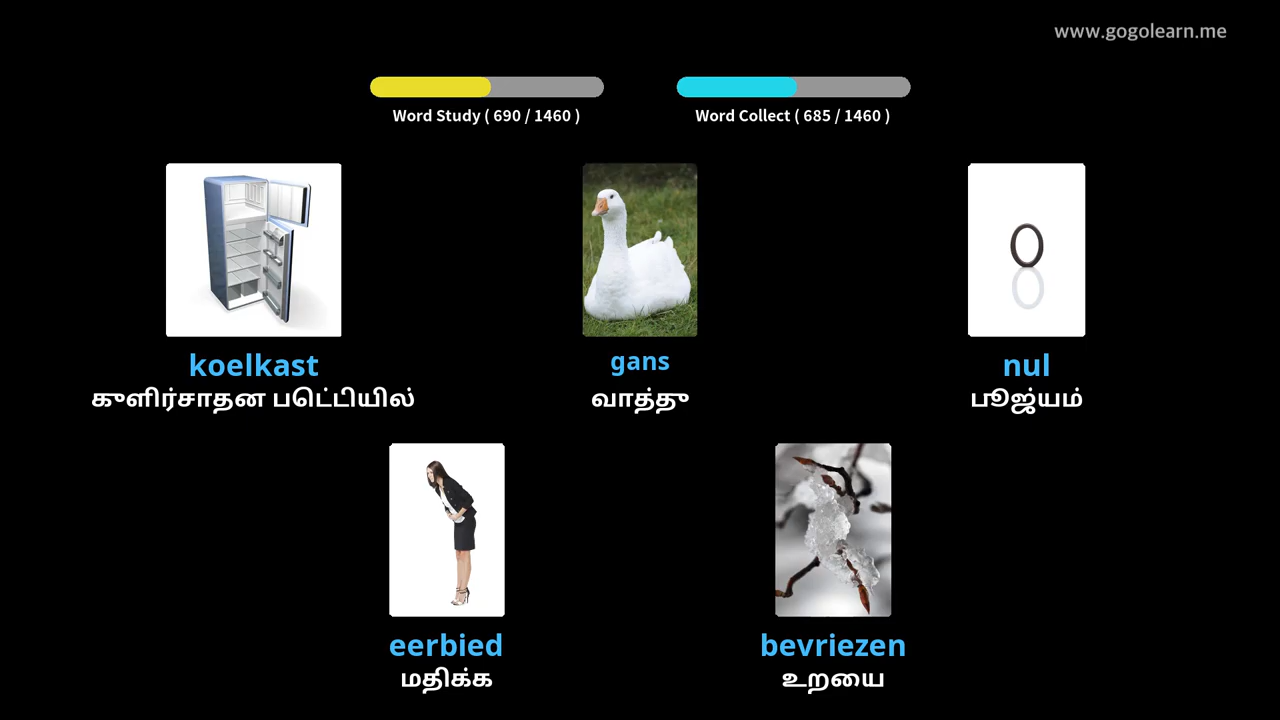 www.gogolearn.me
Word Study ( 690 / 1460 )
Word Collect ( 685 / 1460 )
koelkast
குளிர்சாதன பெட்டியில்
gans
வாத்து
nul
பூஜ்யம்
eerbied
மதிக்க
bevriezen
உறயை